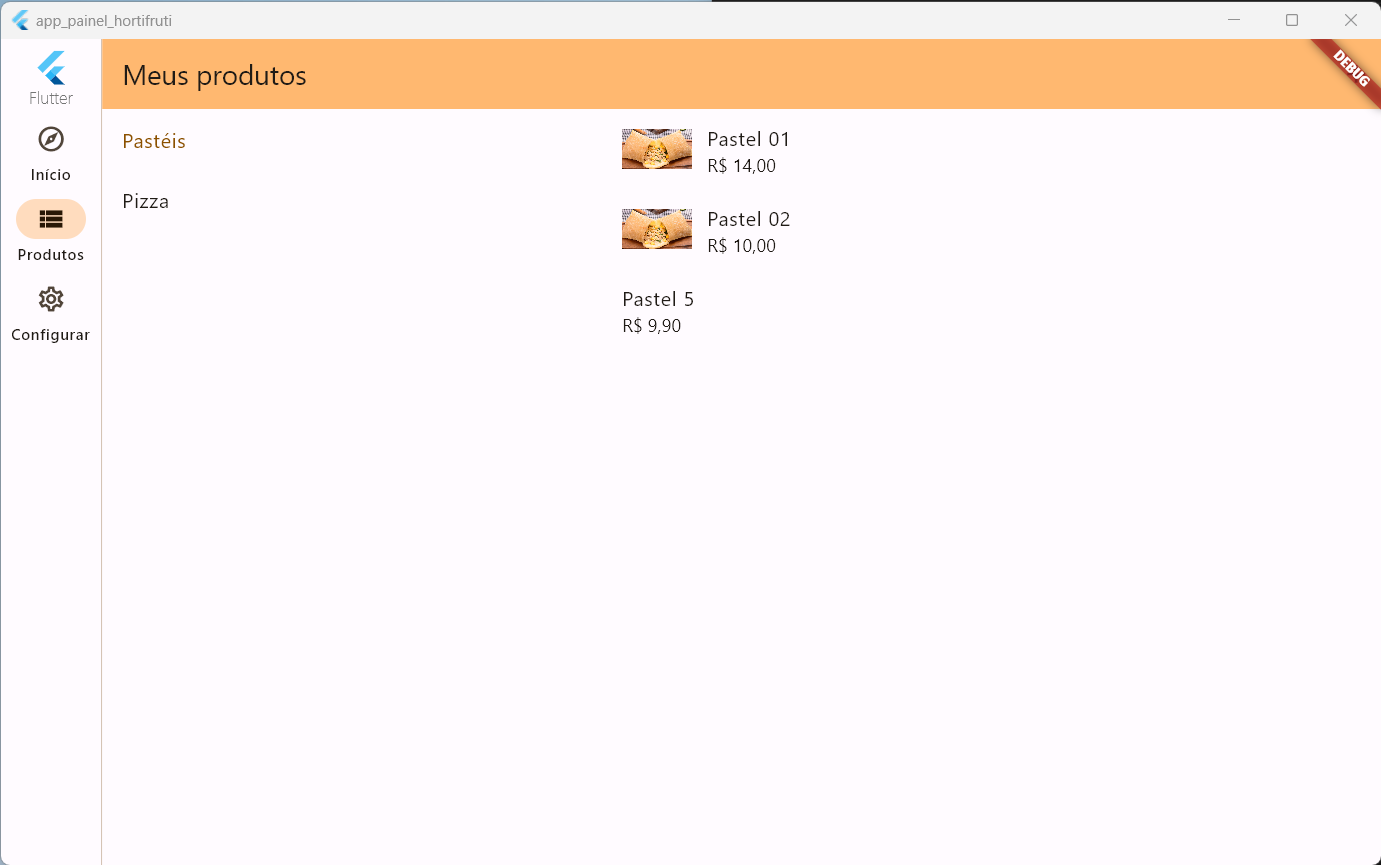 app_painel_hortifruti
DEBUG
Flutter
Início
Produtos
Configurar
Meus produtos
Pastéis
Pizza
Pastel 01
R$ 14,00
Pastel 02
R$ 10,00
Pastel 5
R$ 9,90